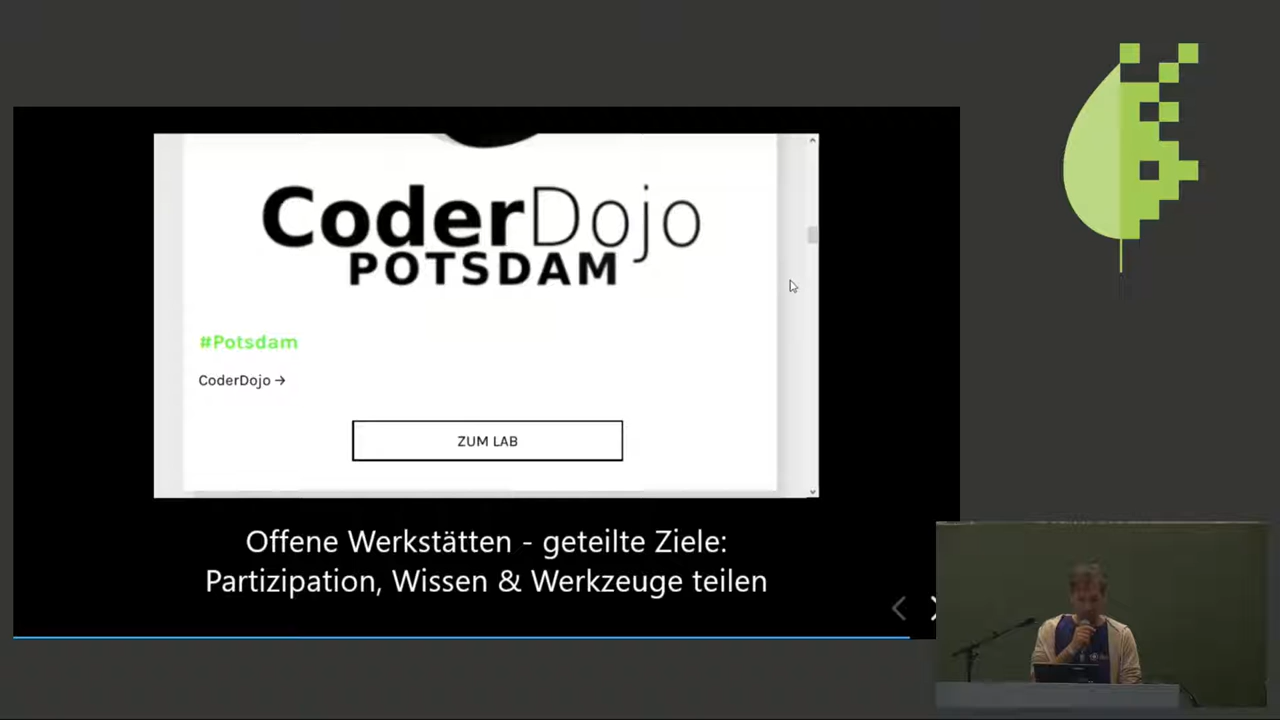 CoderDojo
POTSDAM
#Potsdam
CoderDojo →
ZUM LAB
Offene Werkstätten - geteilte Ziele:
Partizipation, Wissen & Werkzeuge teilen